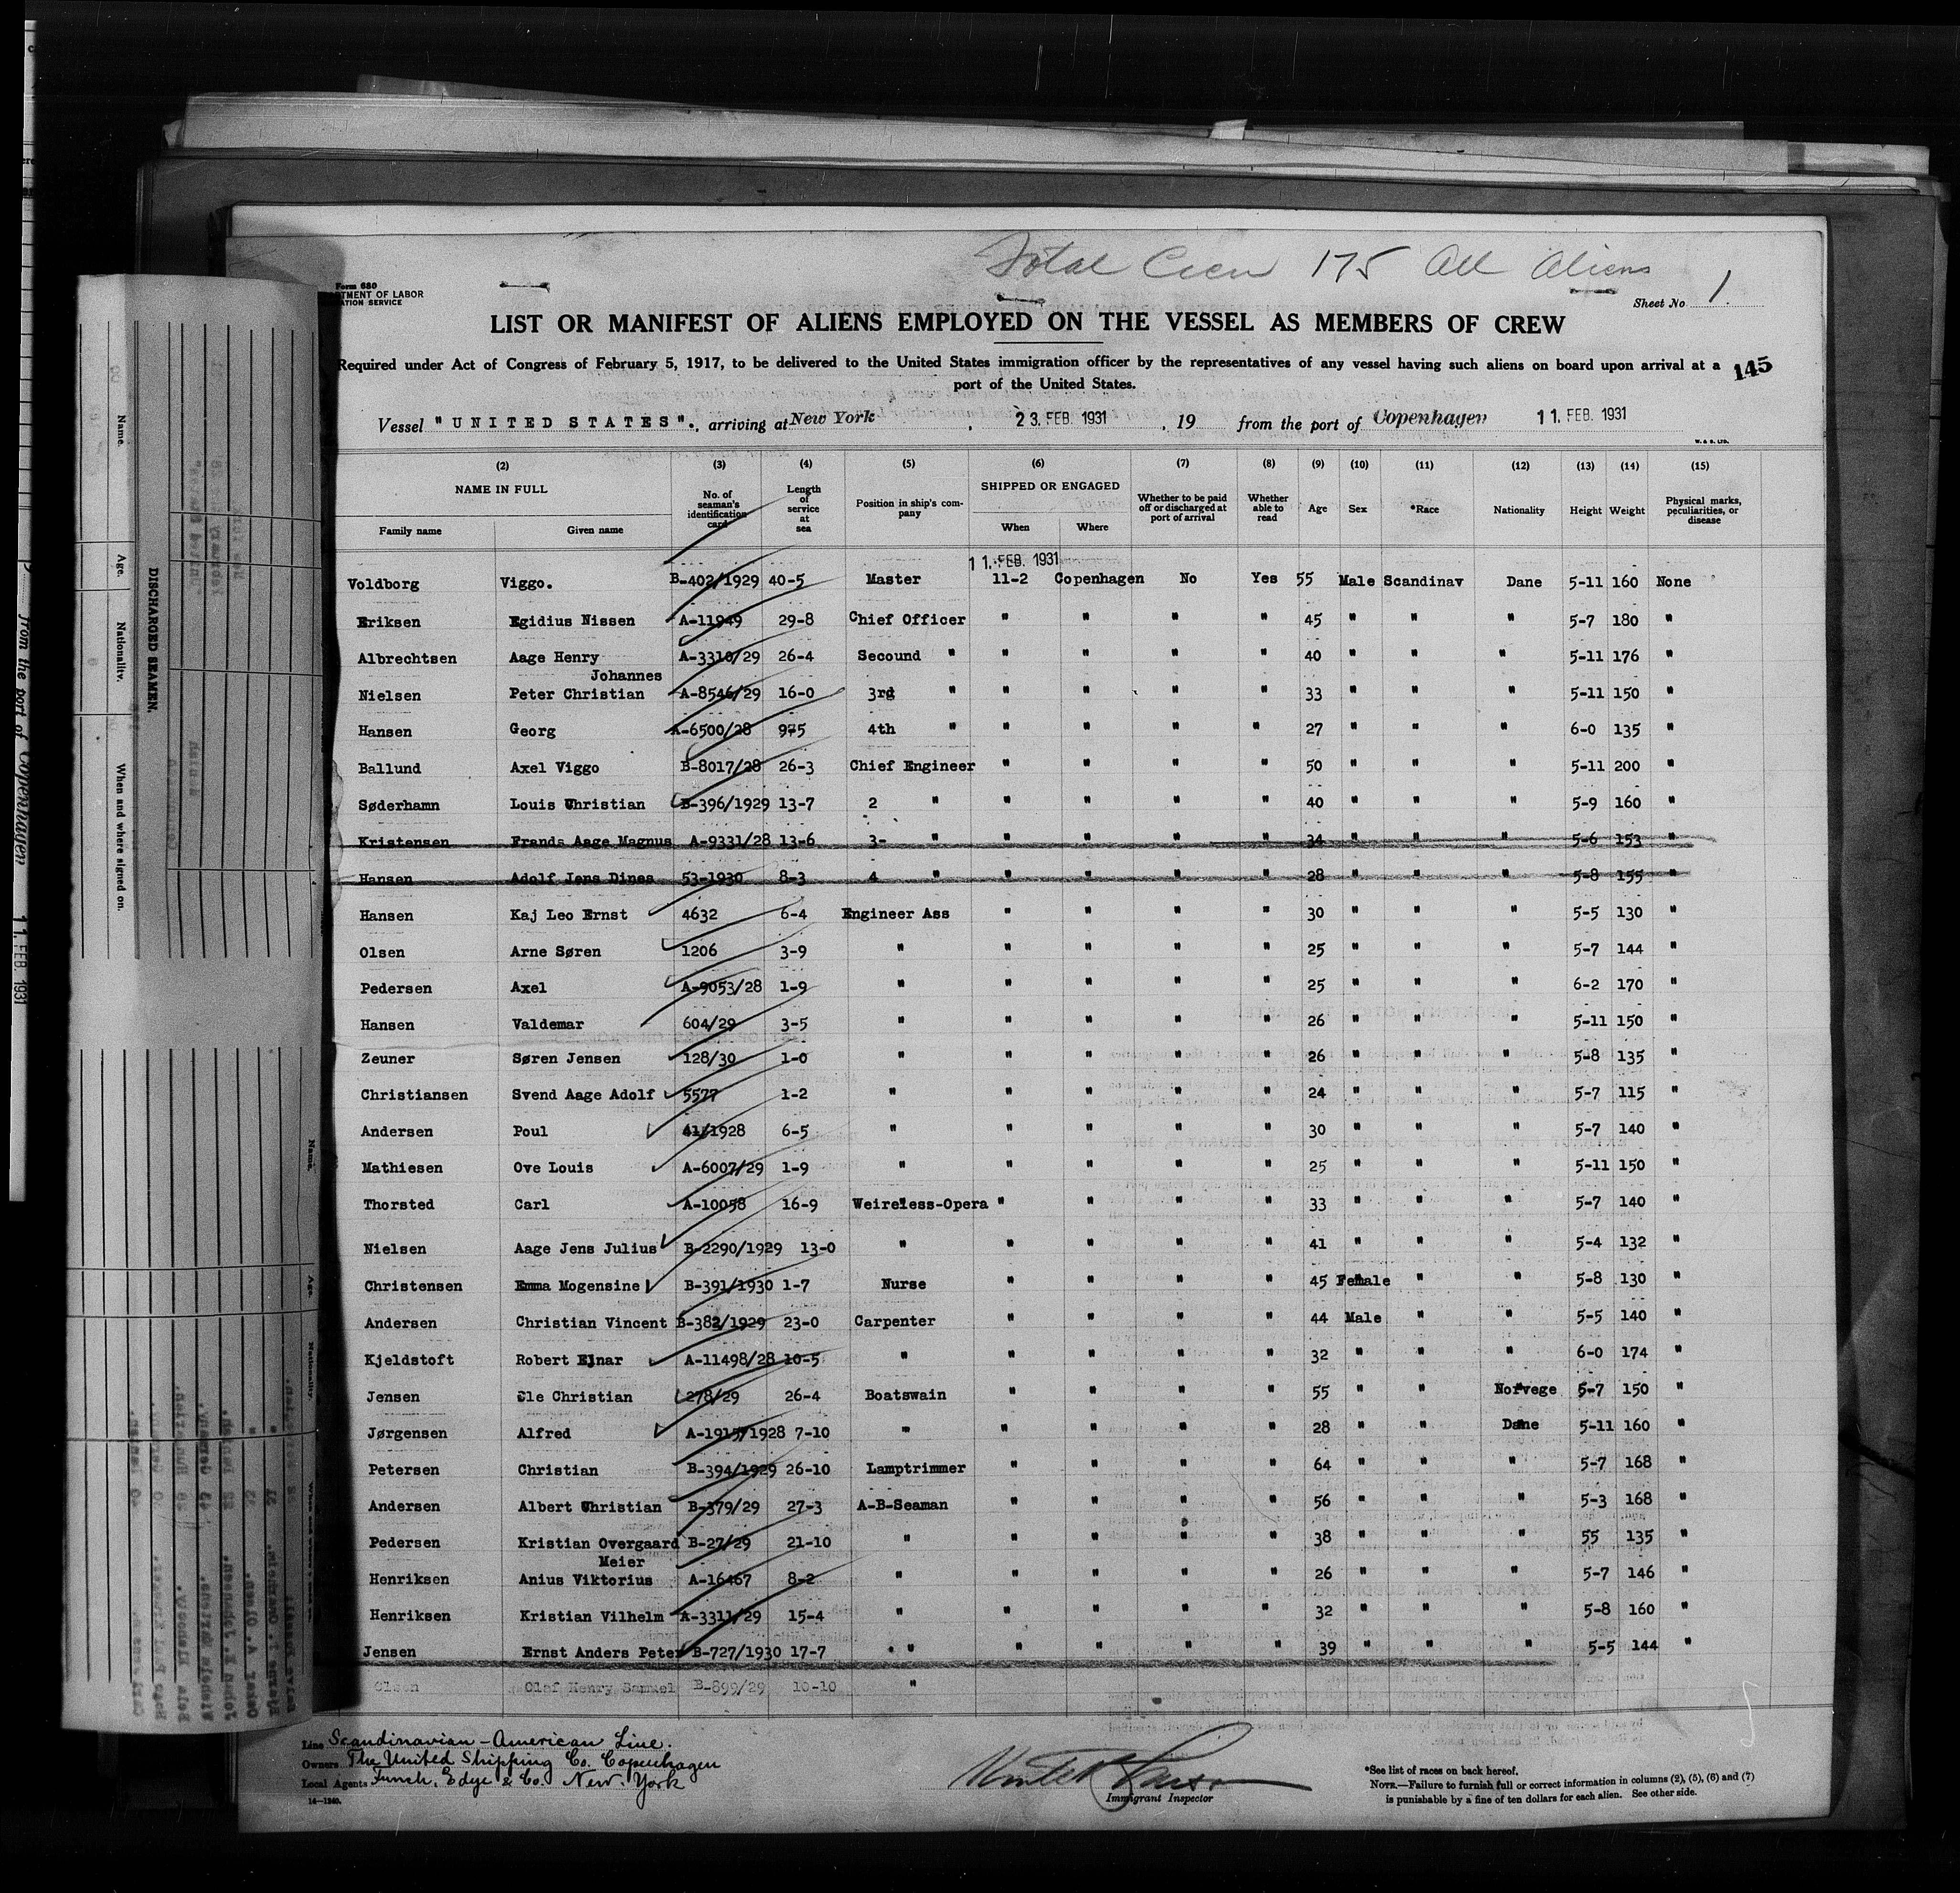 Total Crew 175 All Aliens
Form 680
TMENT OF LABOR
ATION SERVICE
Sheet No 1.
LIST OR MANIFEST OF ALIENS EMPLOYED ON THE VESSEL AS MEMBERS OF CREW
Required under Act of Congress of February 5, 1917, to be delivered to the United States immigration officer by the representatives of any vessel having such aliens on board upon arrival at a
port of the United States.
145
Vessel "UNITED STATES"., arriving at New York, 23. FEB. 1931, 19 from the port of Copenhagen 11. FEB. 1931
W. & S. LTD.
(2) (3) (4) (5) (6) (7) (8) (9) (10) (11) (12) (13) (14) (15)
NAME IN FULL No. of seaman's identification card Length of service at sea Position in ship's company SHIPPED OR ENGAGED Whether to be paid off or discharged at port of arrival Whether able to read Age Sex *Race Nationality Height Weight Physical marks, peculiarities, or disease
Family name Given name When Where
11. FEB. 1931
Voldborg Viggo. B-402/1929 40-5 Master 11-2 Copenhagen No Yes 55 Male Scandinav Dane 5-11 160 None
Eriksen Egidius Nissen A-11949 29-8 Chief Officer " " " " 45 " " " 5-7 180 "
Albrechtsen Aage Henry A-3310/29 26-4 Secound " " " " " 40 " " " 5-11 176 "
Johannes
Nielsen Peter Christian A-8546/29 16-0 3rd " " " " " 33 " " " 5-11 150 "
Hansen Georg A-6500/28 9-5 4th " " " " " 27 " " " 6-0 135 "
Ballund Axel Viggo B-8017/28 26-3 Chief Engineer " " " " 50 " " " 5-11 200 "
Søderhamn Louis Christian B-396/1929 13-7 2 " " " " " 40 " " " 5-9 160 "
Kristensen Frands Aage Magnus A-9331/28 13-6 3- " " " " " 34 " " " 5-6 153 "
Hansen Adolf Jens Dines 53-1930 8-3 4 " " " " " 28 " " " 5-8 155 "
Hansen Kaj Leo Ernst 4632 6-4 Engineer Ass " " " " 30 " " " 5-5 130 "
Olsen Arne Søren 1206 3-9 " " " " " 25 " " " 5-7 144 "
Pedersen Axel A-9053/28 1-9 " " " " " 25 " " " 6-2 170 "
Hansen Valdemar 604/29 3-5 " " " " " 26 " " " 5-11 150 "
Zeuner Søren Jensen 128/30 1-0 " " " " " 26 " " " 5-8 135 "
Christiansen Svend Aage Adolf 5577 1-2 " " " " " 24 " " " 5-7 115 "
Andersen Poul 41/1928 6-5 " " " " " 30 " " " 5-7 140 "
Mathiesen Ove Louis A-6007/29 1-9 " " " " " 25 " " " 5-11 150 "
Thorsted Carl A-10058 16-9 Weireless-Opera " " " " 33 " " " 5-7 140 "
Nielsen Aage Jens Julius B-2290/1929 13-0 " " " " " 41 " " " 5-4 132 "
Christensen Emma Mogensine B-391/1930 1-7 Nurse " " " " 45 Female " " 5-8 130 "
Andersen Christian Vincent B-382/1929 23-0 Carpenter " " " " 44 Male " " 5-5 140 "
Kjeldstoft Robert Ejnar A-11498/28 10-5 " " " " " 32 " " " 6-0 174 "
Jensen Ole Christian 278/29 26-4 Boatswain " " " " 55 " " Norvege 5-7 150 "
Jørgensen Alfred A-1915/1928 7-10 " " " " " 28 " " Dane 5-11 160 "
Petersen Christian B-394/1929 26-10 Lamptrimmer " " " " 64 " " " 5-7 168 "
Andersen Albert Christian B-379/29 27-3 A-B-Seaman " " " " 56 " " " 5-3 168 "
Pedersen Kristian Overgaard B-27/29 21-10 " " " " " 38 " " " 55 135 "
Meier
Henriksen Anius Viktorius A-16467 8-2 " " " " " 26 " " " 5-7 146 "
Henriksen Kristian Vilhelm A-3311/29 15-4 " " " " " 32 " " " 5-8 160 "
Jensen Ernst Anders Peter B-727/1930 17-7 " " " " " 39 " " " 5-5 144 "
Olsen Olaf Henry Samuel B-899/29 10-10 "
Line Scandinavian-American Line.
Owners The United Shipping Co. Copenhagen
Local Agents Funch, Edye & Co. New York
14—1240.
Immigrant Inspector
*See list of races on back hereof.
NOTE.—Failure to furnish full or correct information in columns (2), (5), (6) and (7)
is punishable by a fine of ten dollars for each alien. See other side.
DISCHARGED SEAMEN.
Name. Age. Nationality. When and where signed on.
from the port of Copenhagen 11. FEB. 1931